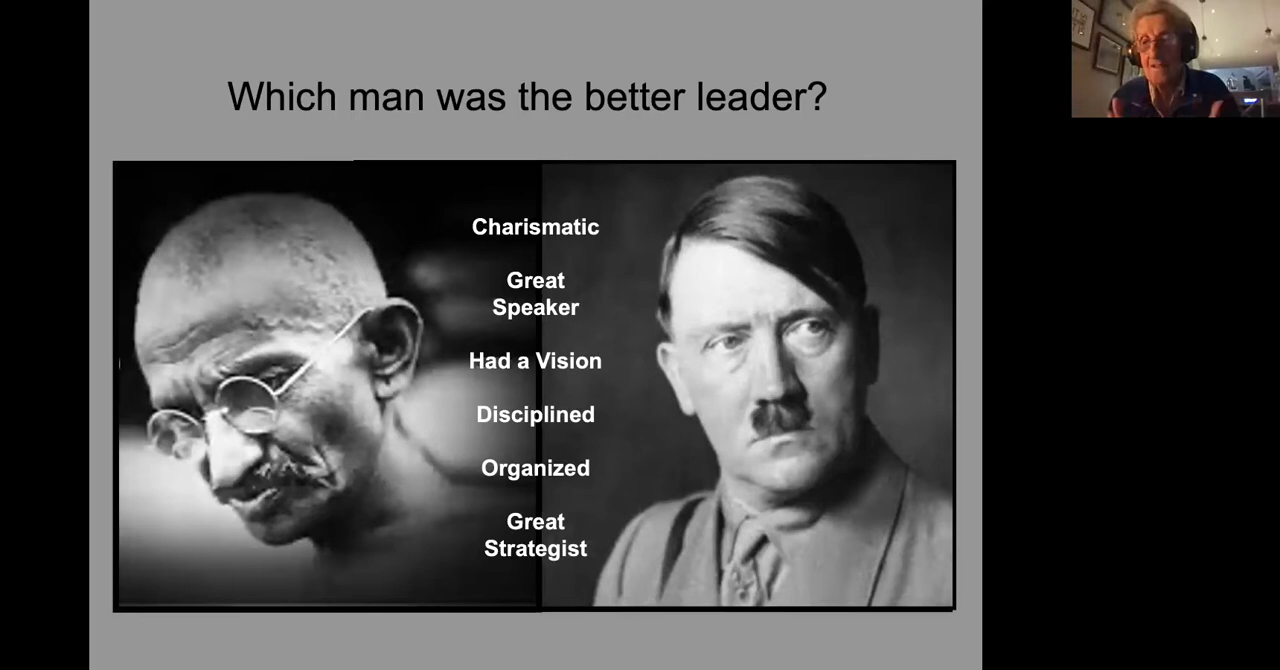 Which man was the better leader?
Charismatic
Great
Speaker
Had a Vision
Disciplined
Organized
Great
Strategist